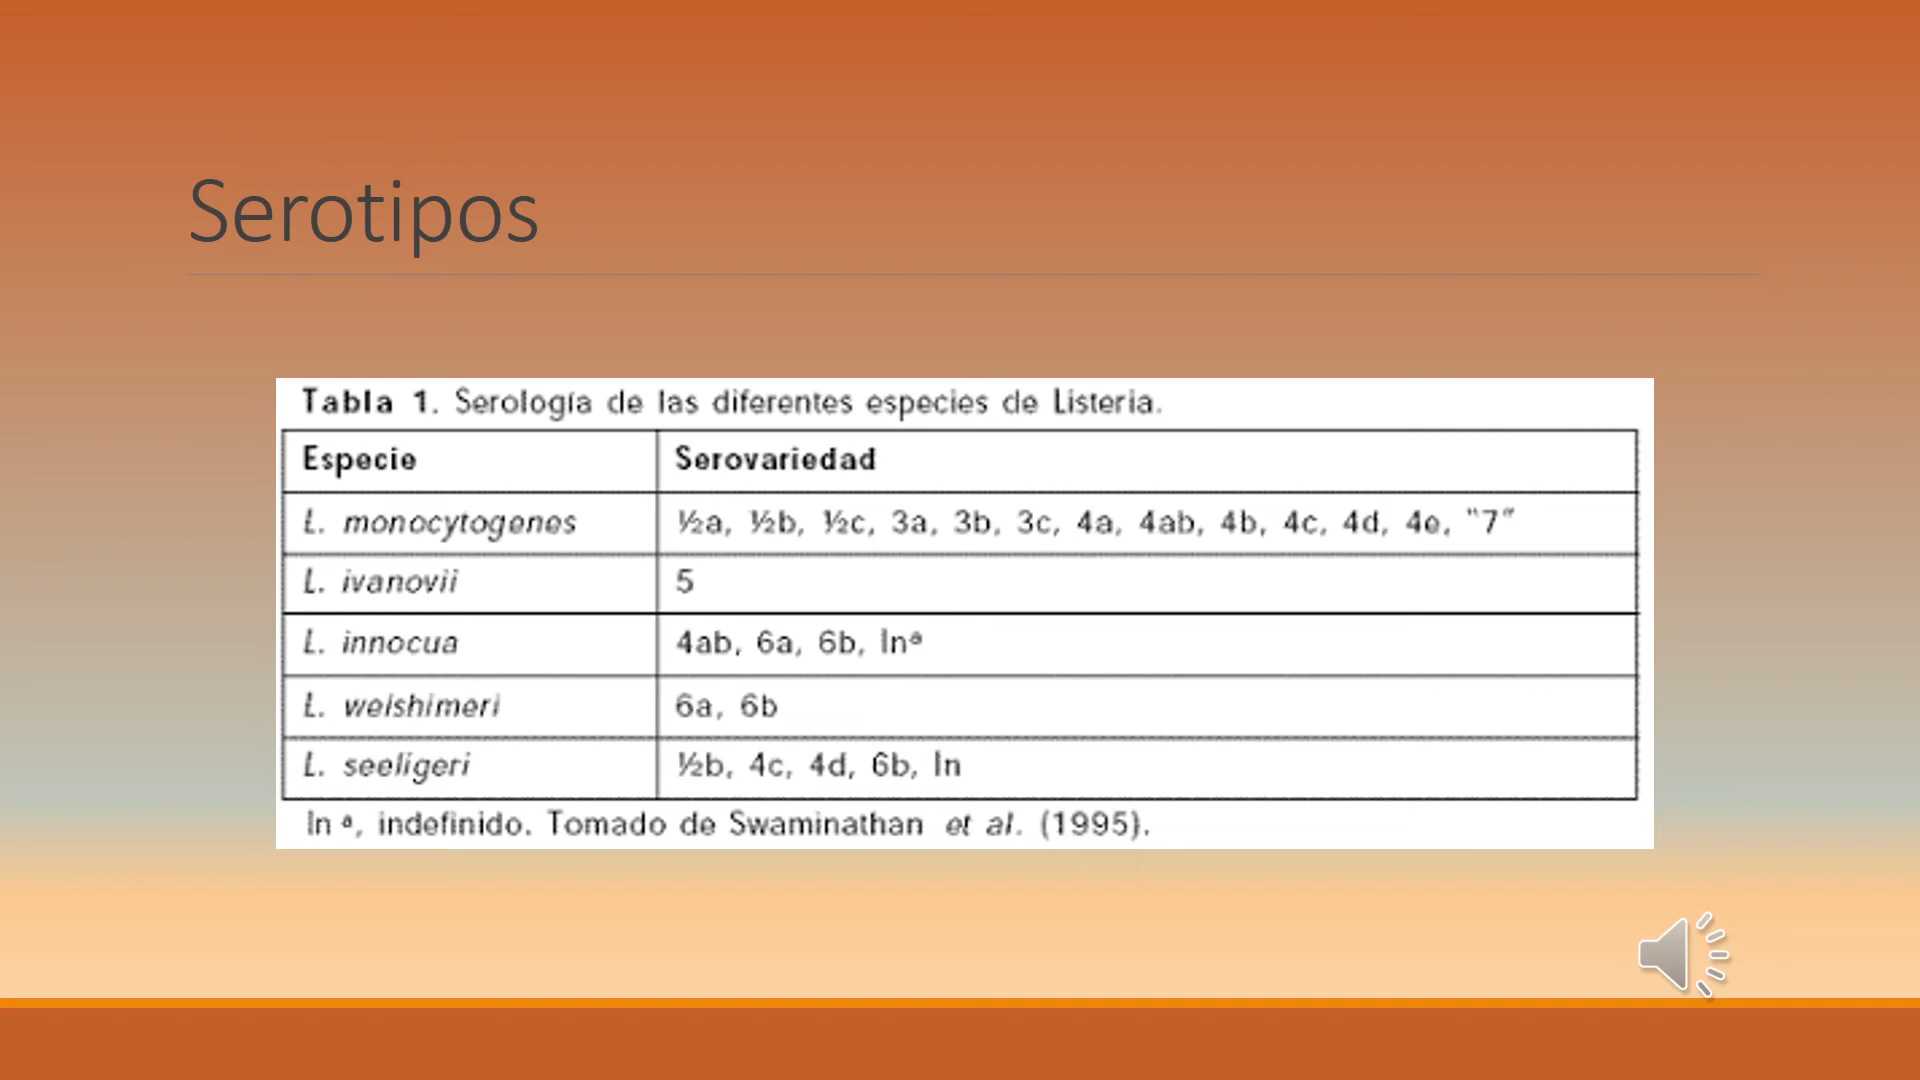 Serotipos
Tabla 1. Serología de las diferentes especies de Listeria.
Especie Serovariedad
L. monocytogenes ½a, ½b, ½c, 3a, 3b, 3c, 4a, 4ab, 4b, 4c, 4d, 4e, "7"
L. ivanovii 5
L. innocua 4ab, 6a, 6b, Inª
L. welshimeri 6a, 6b
L. seeligeri ½b, 4c, 4d, 6b, In
In ª, indefinido. Tomado de Swaminathan et al. (1995).